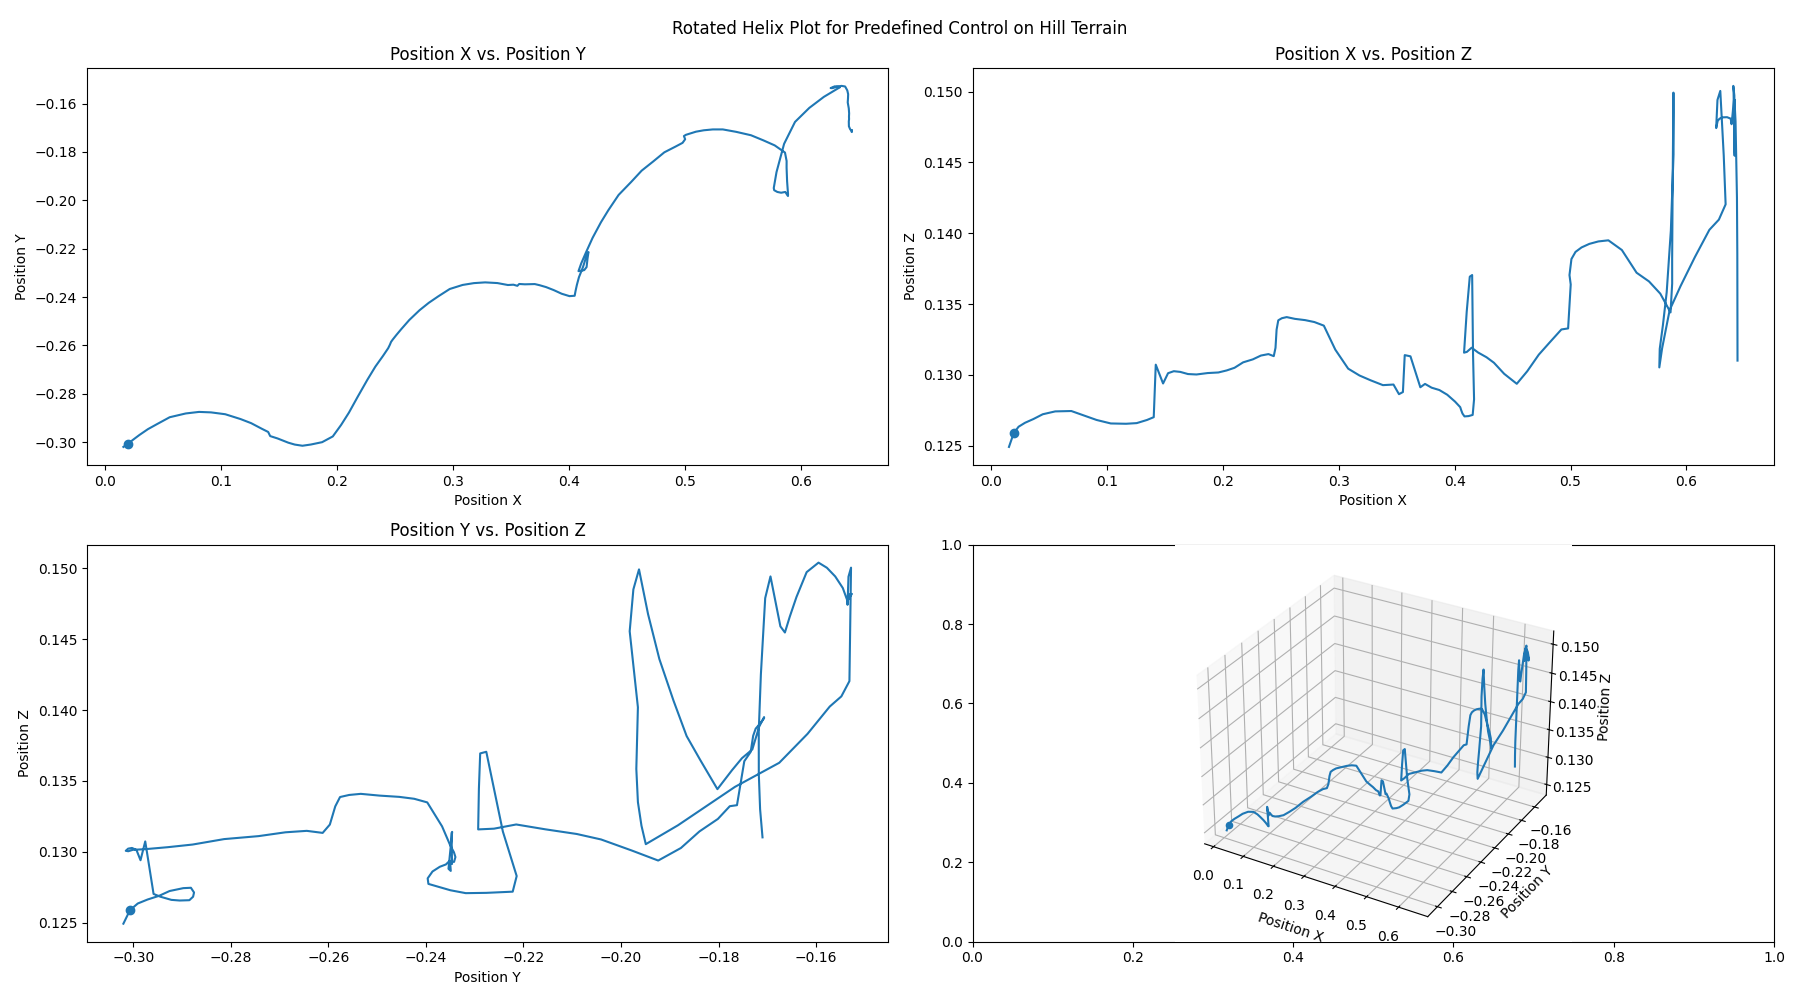 Rotated Helix Plot for Predefined Control on Hill Terrain
Position X vs. Position Y
−0.16
−0.18
−0.20
−0.22
−0.24
−0.26
−0.28
−0.30
Position Y
0.0 0.1 0.2 0.3 0.4 0.5 0.6
Position X
Position X vs. Position Z
0.150
0.145
0.140
0.135
0.130
0.125
Position Z
0.0 0.1 0.2 0.3 0.4 0.5 0.6
Position X
Position Y vs. Position Z
0.150
0.145
0.140
0.135
0.130
0.125
Position Z
−0.30 −0.28 −0.26 −0.24 −0.22 −0.20 −0.18 −0.16
Position Y
1.0
0.8
0.6
0.4
0.2
0.0
0.0 0.2 0.4 0.6 0.8 1.0
0.150
0.145
0.140
0.135
0.130
0.125
Position Z
−0.16
−0.18
−0.20
−0.22
−0.24
−0.26
−0.28
−0.30
Position Y
0.0 0.1 0.2 0.3 0.4 0.5 0.6
Position X